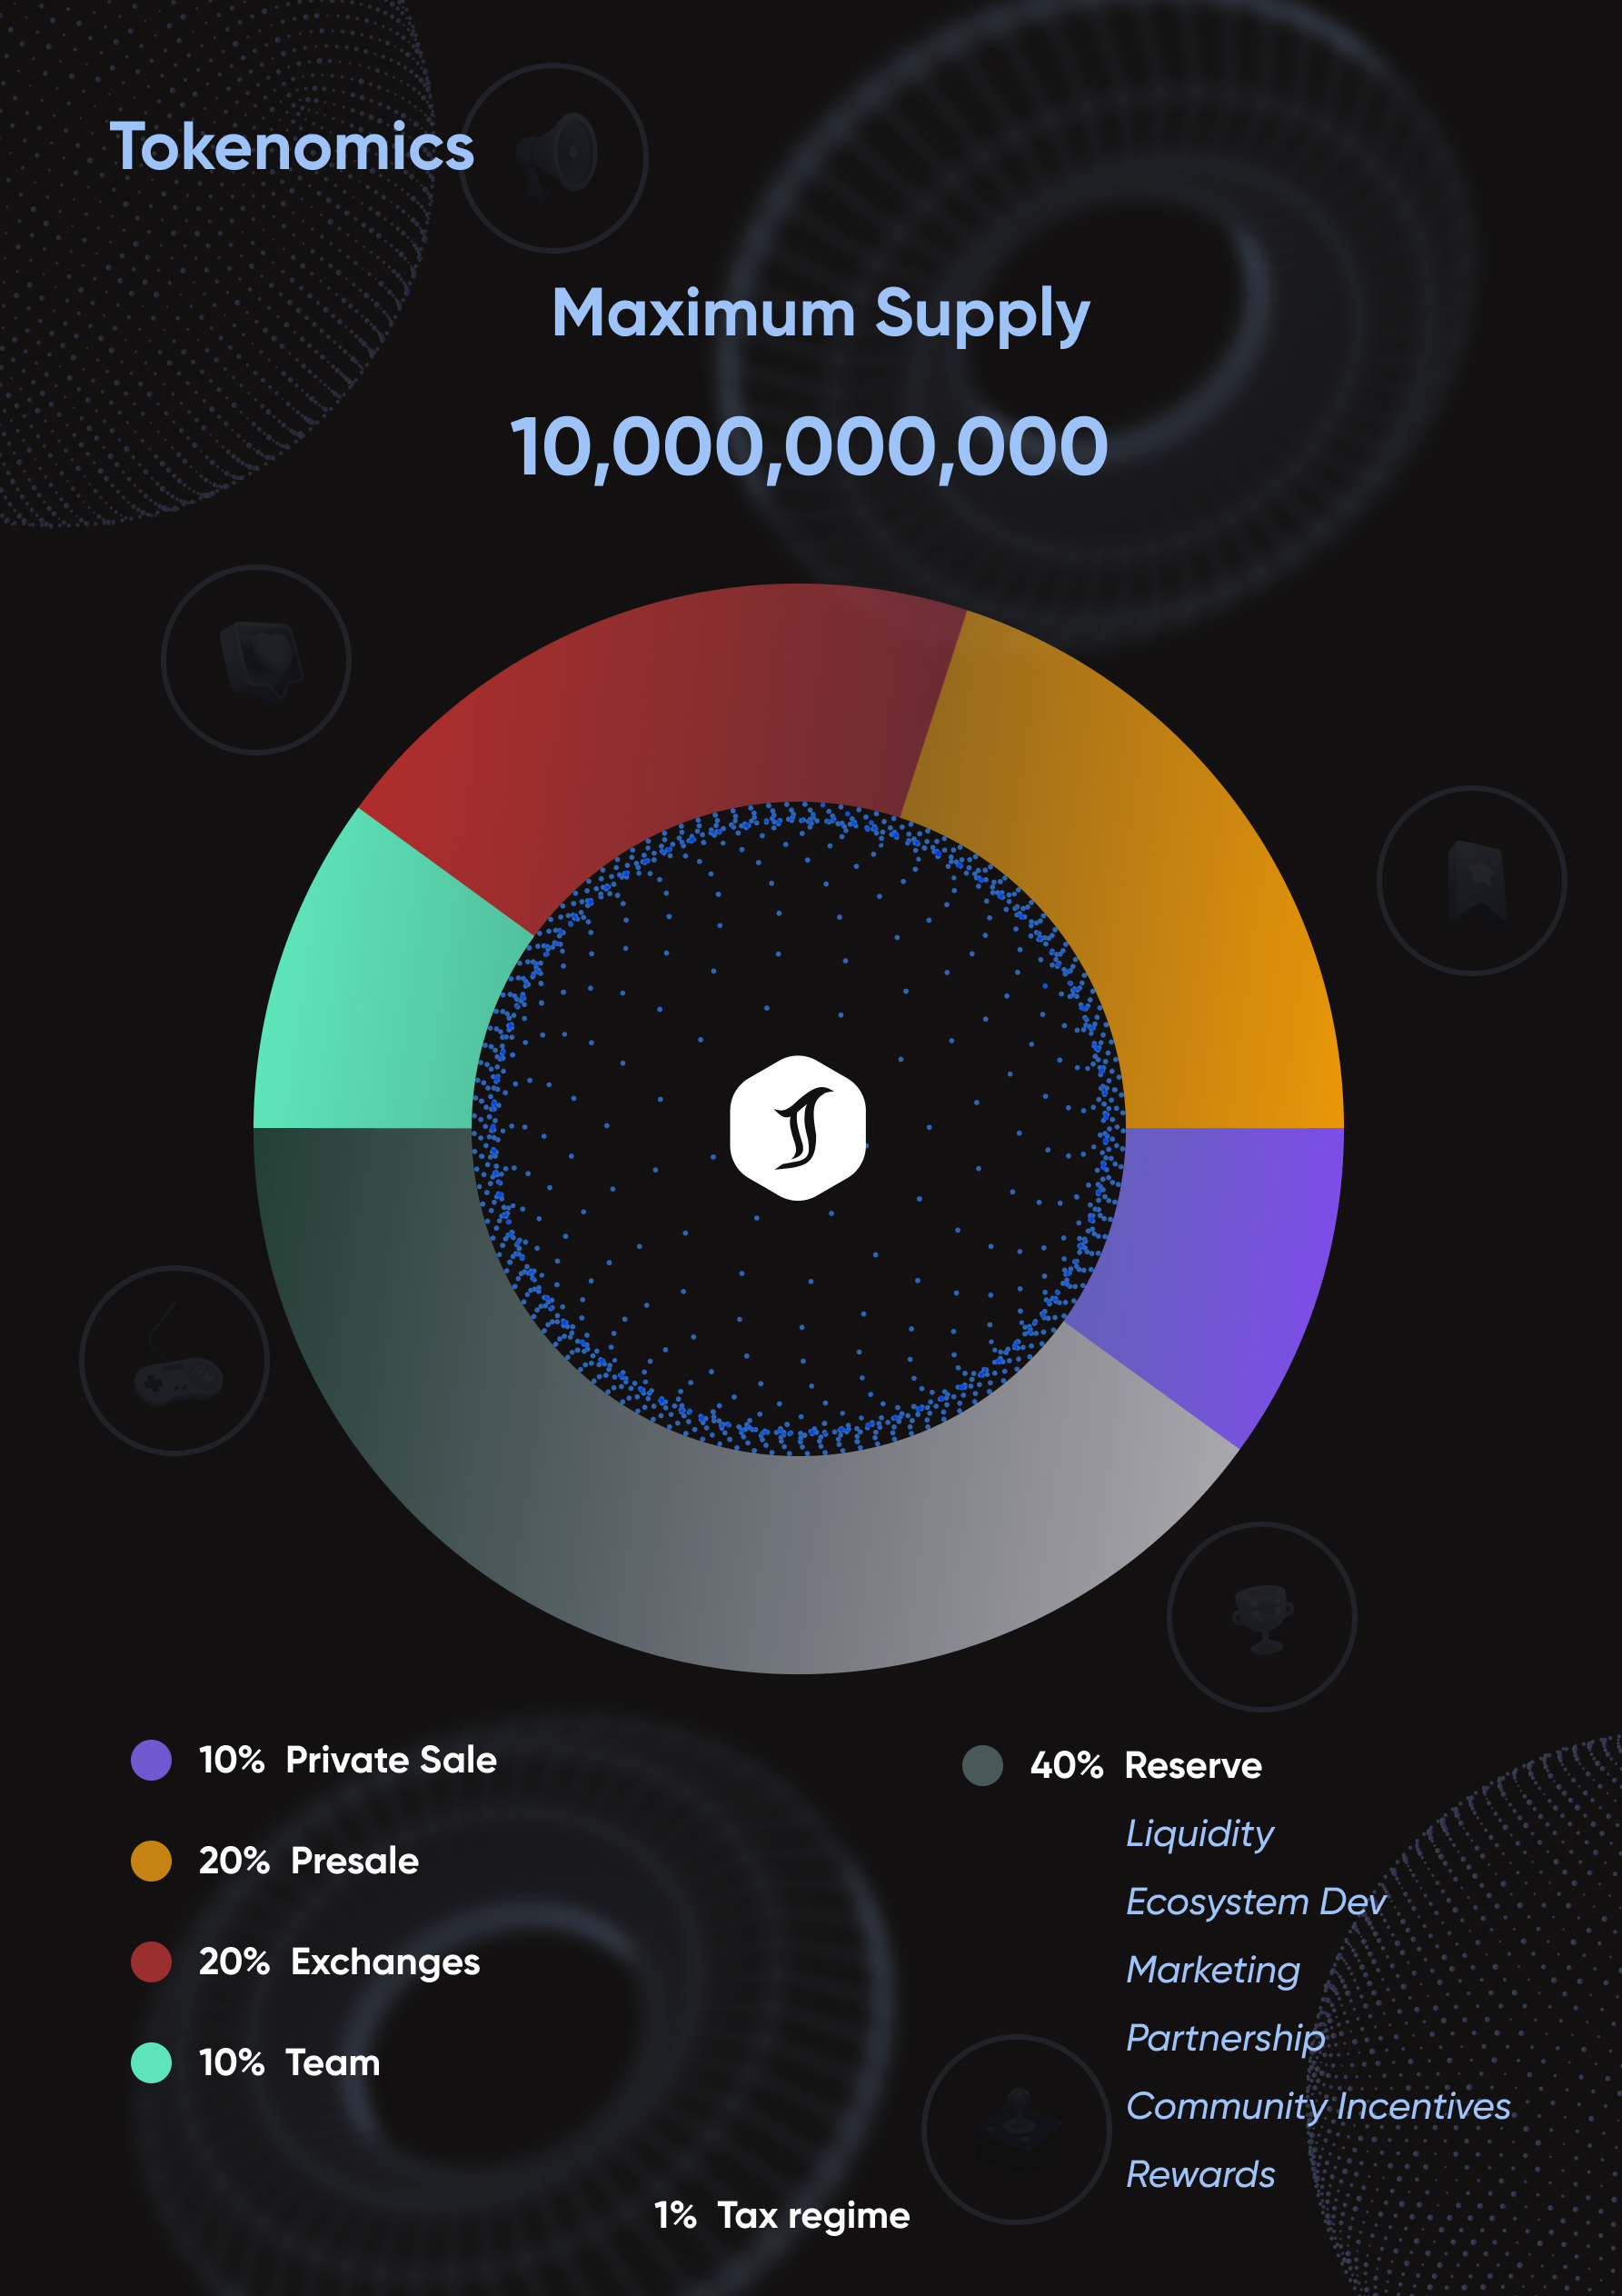 Tokenomics
Maximum Supply
10,000,000,000
10% Private Sale
20% Presale
20% Exchanges
10% Team
40% Reserve
Liquidity
Ecosystem Dev
Marketing
Partnership
Community Incentives
Rewards
1% Tax regime